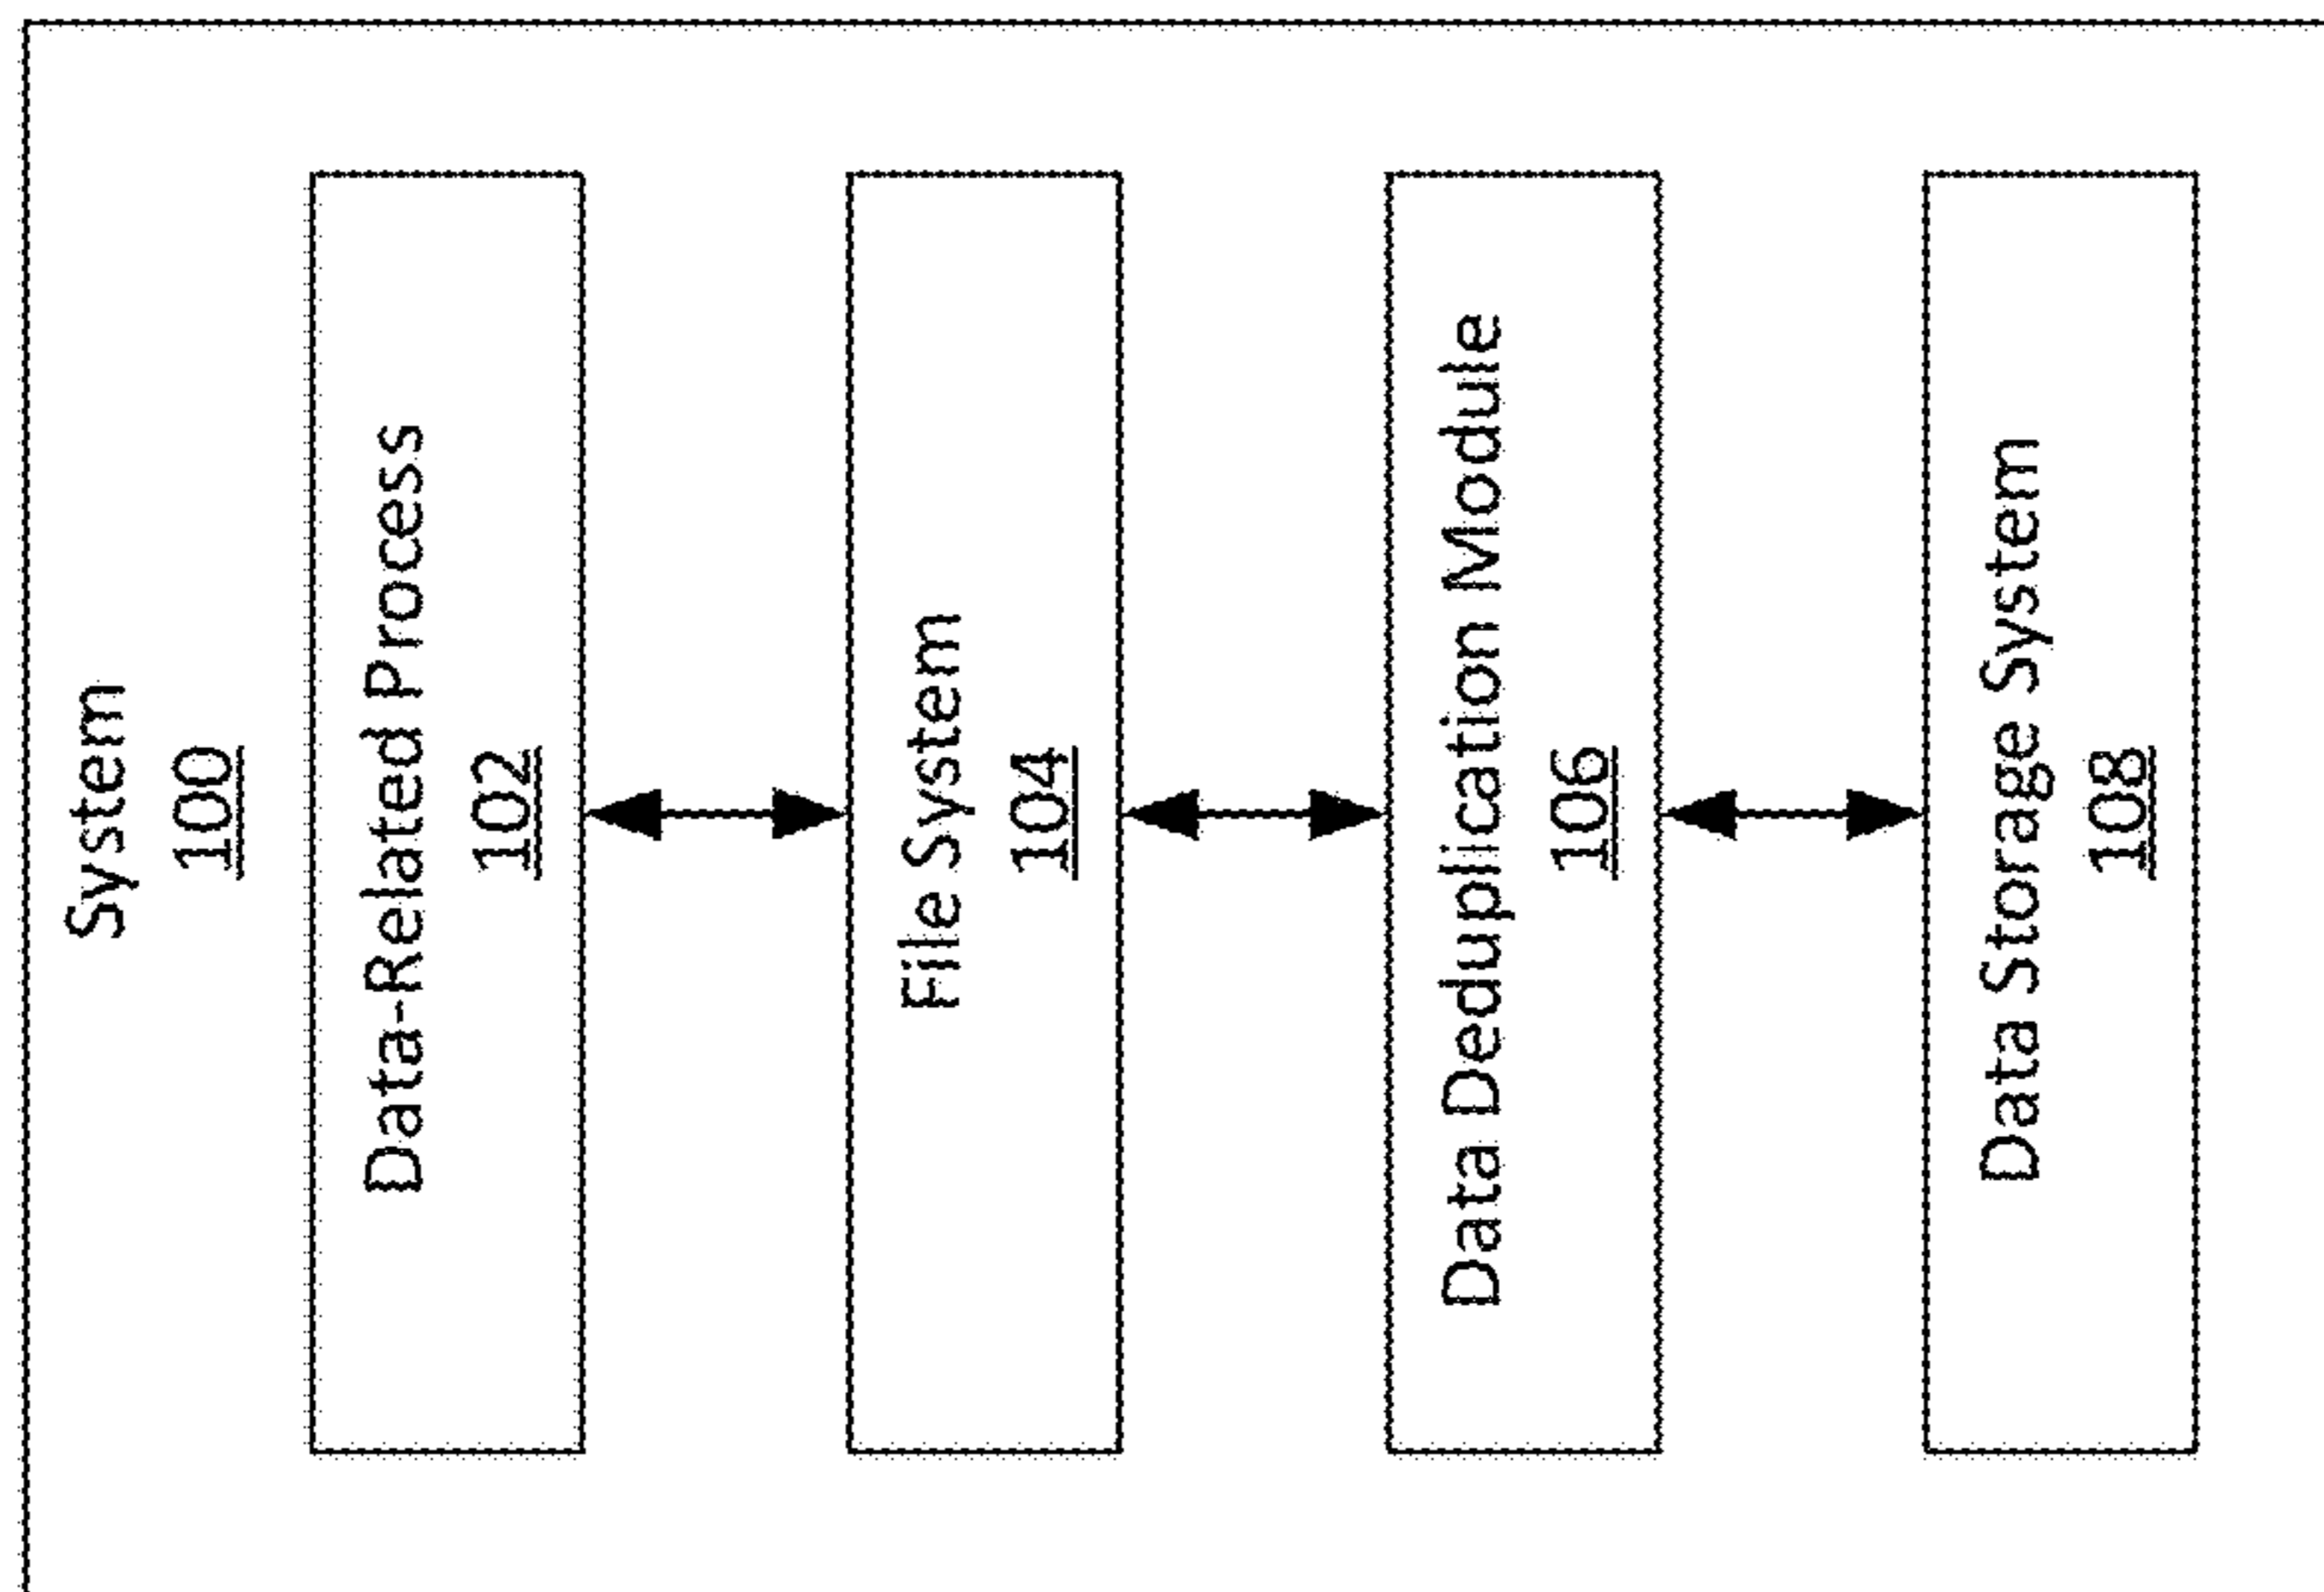 System
100
Data-Related Process
102
File System
104
Data Deduplication Module
106
Data Storage System
108